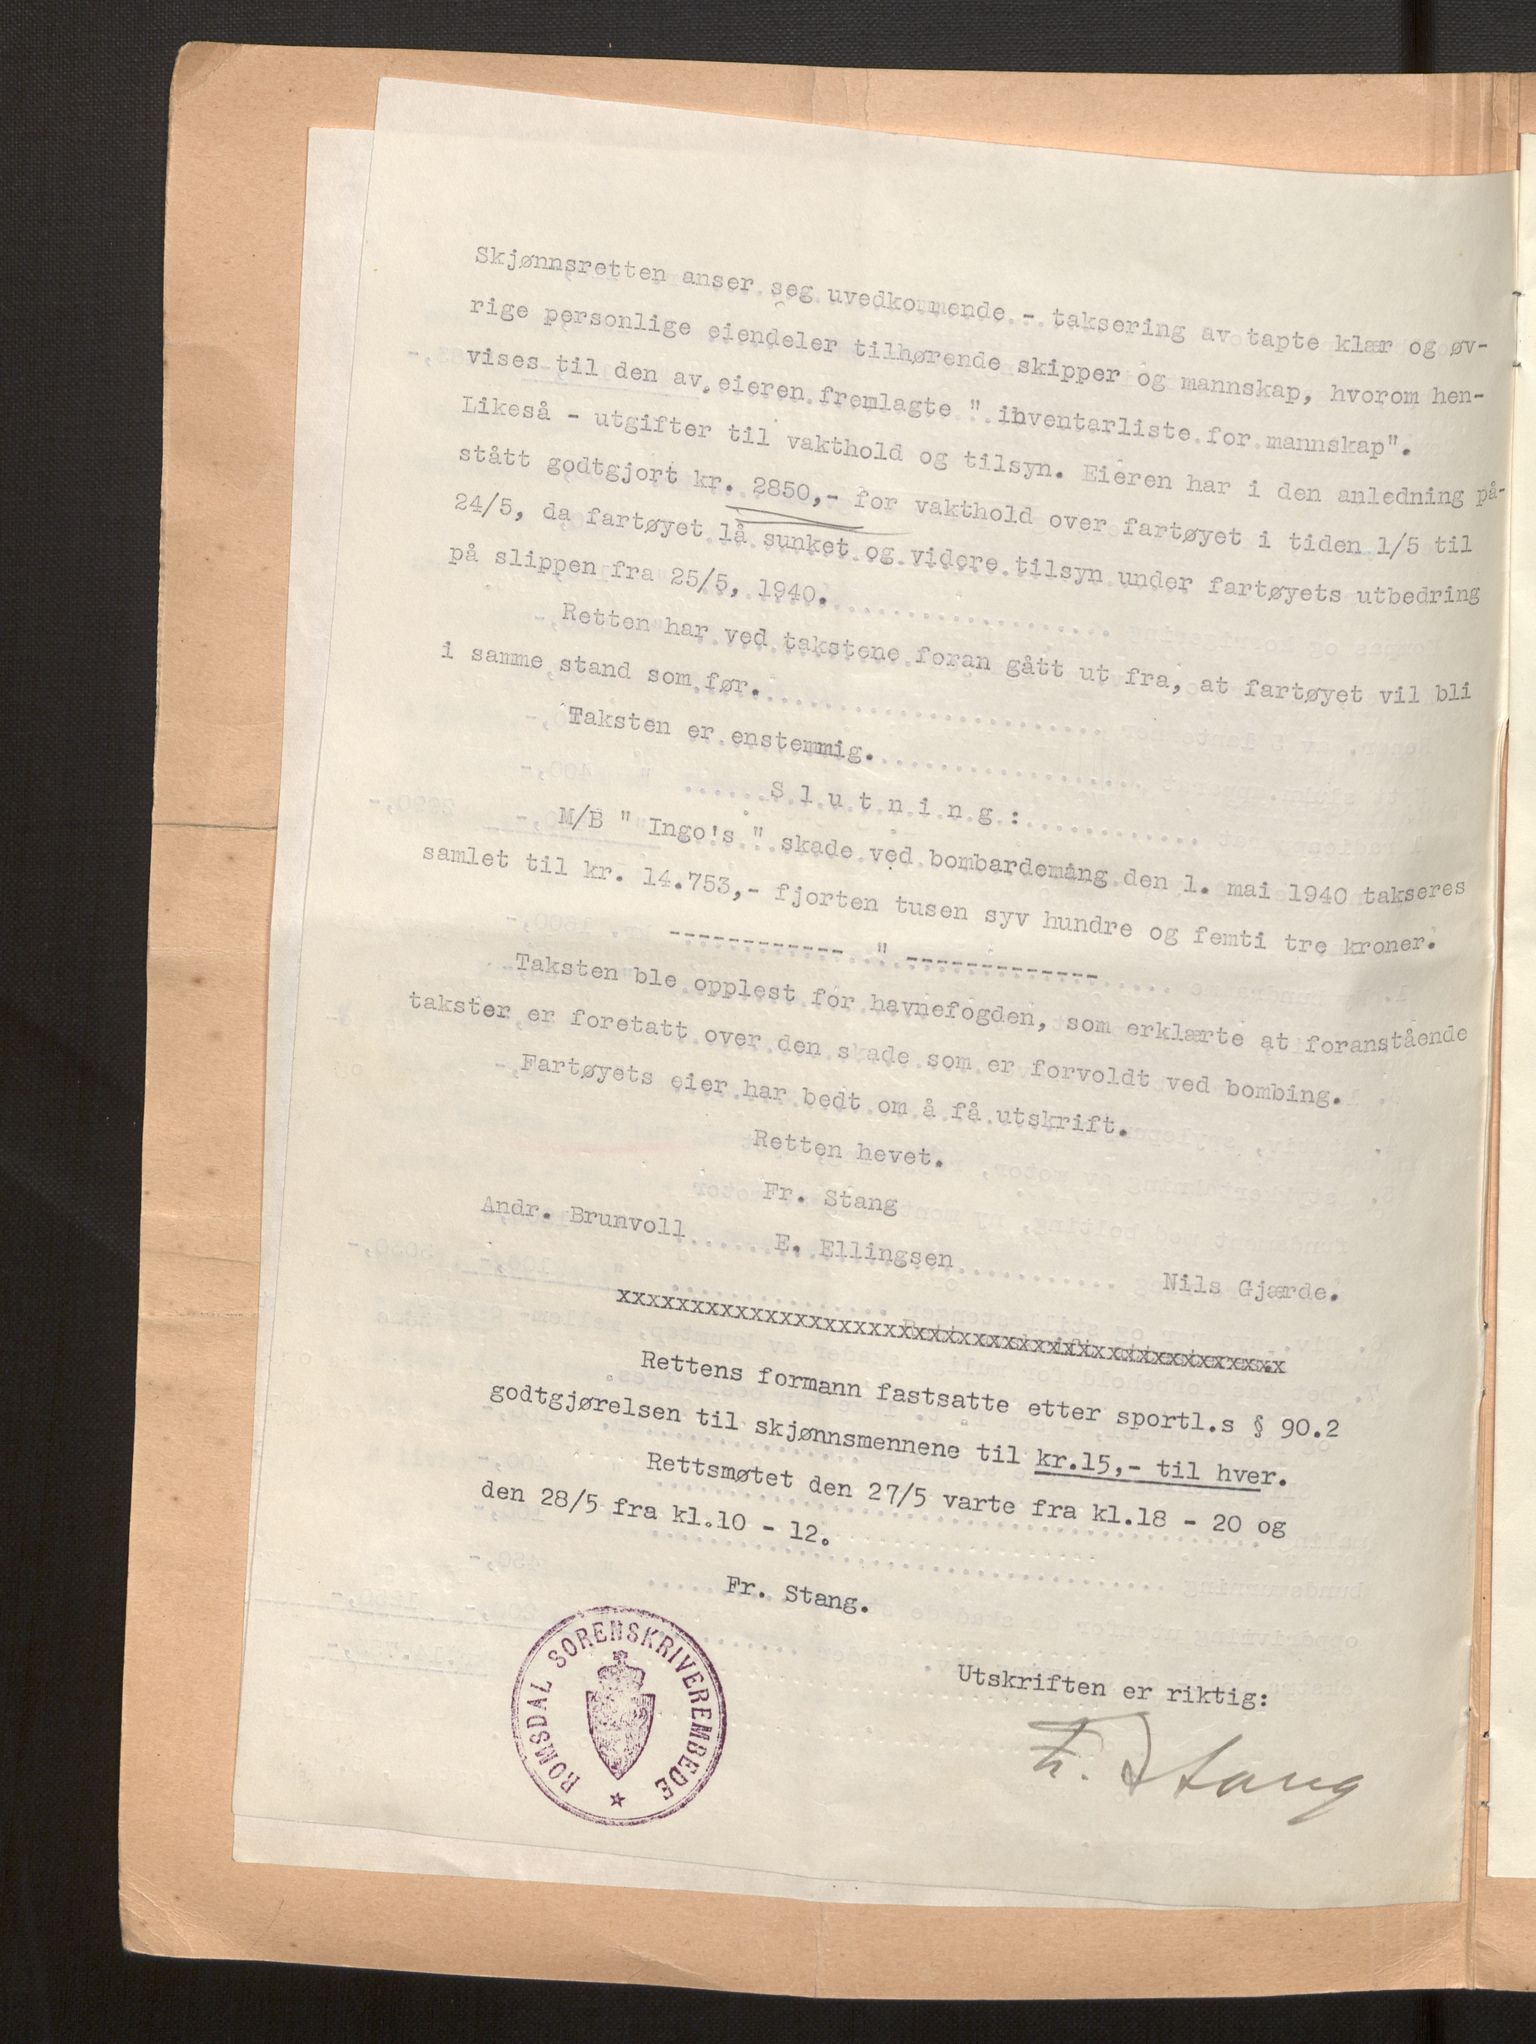 Skjønnsretten anser seg uvedkommende - taksering av tapte klær og øv-
rige personlige eiendeler tilhørende skipper og mannskap, hvorom hen-
vises til den av eieren fremlagte " inventarliste for mannskap".
Likeså - utgifter til vakthold og tilsyn. Eieren har i den anledning på-
stått godtgjort kr. 2850,- for vakthold over fartøyet i tiden 1/5 til
24/5, da fartøyet lå sunket og videre tilsyn under fartøyets utbedring
på slippen fra 25/5, 1940.
Retten har ved takstene foran gått ut fra, at fartøyet vil bli
i samme stand som før.
Taksten er enstemmig.
S l u t n i n g :
M/B " Ingo's " skade ved bombardemang den 1. mai 1940 takseres
samlet til kr. 14.753,- fjorten tusen syv hundre og femti tre kroner.
------------ " -------------
Taksten ble opplest for havnefogden, som erklærte at foranstående
takster er foretatt over den skade som er forvoldt ved bombing.
Fartøyets eier har bedt om å få utskrift.
Retten hevet.
Fr. Stang
Andr. Brunvoll E. Ellingsen Nils Gjærde.
xxxxxxxxxxxxxxxxxxxxxxxxxxxxxxxxxxxxxxxxxxxxx
Rettens formann fastsatte etter sportl.s § 90.2
godtgjørelsen til skjønnsmennene til kr.15,- til hver.
Rettsmøtet den 27/5 varte fra kl.18 - 20 og
den 28/5 fra kl.10 - 12.
Fr. Stang.
Utskriften er riktig:
Fr. Stang
ROMSDAL SORENSKRIVEREMBEDE